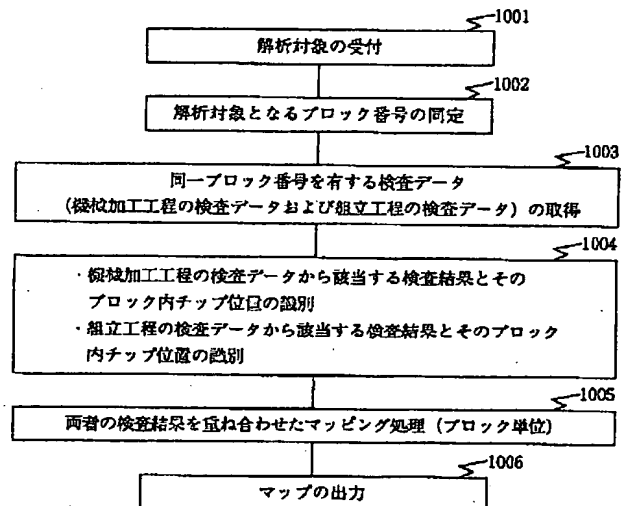 1001
解析対象の受付
1002
解析対象となるブロック番号の同定
1003
同一ブロック番号を有する検査データ
(機械加工工程の検査データおよび組立工程の検査データ)の取得
1004
・機械加工工程の検査データから該当する検査結果とその
ブロック内チップ位置の識別
・組立工程の検査データから該当する検査結果とそのブロック
内チップ位置の識別
1005
両者の検査結果を重ね合わせたマッピング処理(ブロック単位)
1006
マップの出力